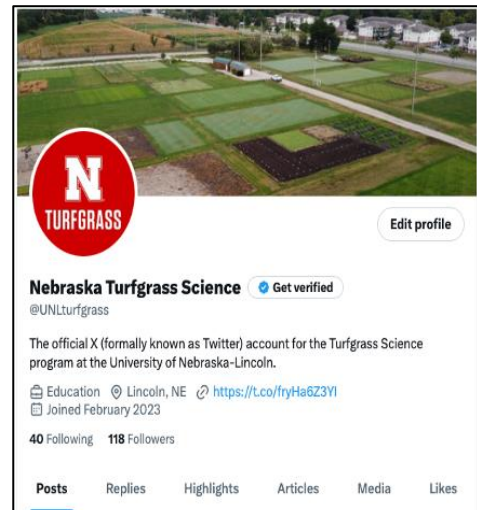 N
TURFGRASS
Edit profile
Nebraska Turfgrass Science Get verified
@UNLturfgrass
The official X (formally known as Twitter) account for the Turfgrass Science
program at the University of Nebraska-Lincoln.
Education Lincoln, NE https://t.co/fryHa6Z3YI
Joined February 2023
40 Following 118 Followers
Posts Replies Highlights Articles Media Likes